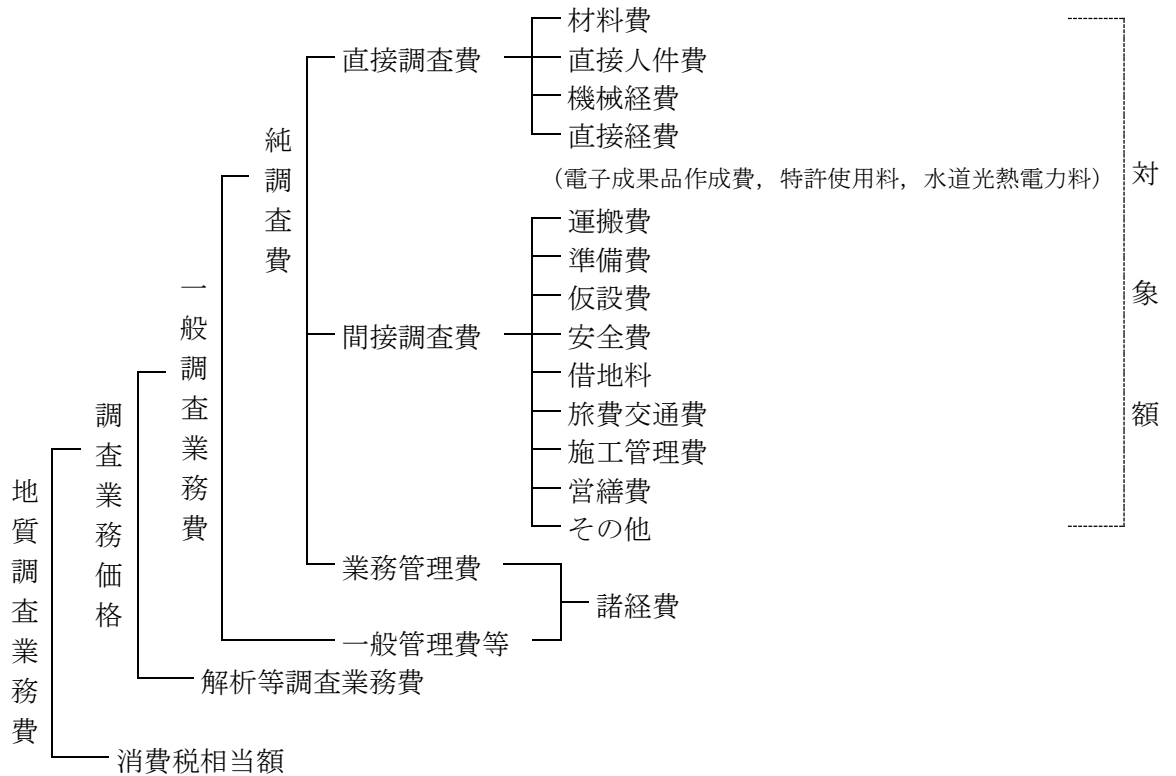 地質調査業務費
調査業務価格
一般調査業務費
純調査費
直接調査費
材料費
直接人件費
機械経費
直接経費
（電子成果品作成費，特許使用料，水道光熱電力料）
間接調査費
運搬費
準備費
仮設費
安全費
借地料
旅費交通費
施工管理費
営繕費
その他
業務管理費
一般管理費等
諸経費
解析等調査業務費
消費税相当額
対象額